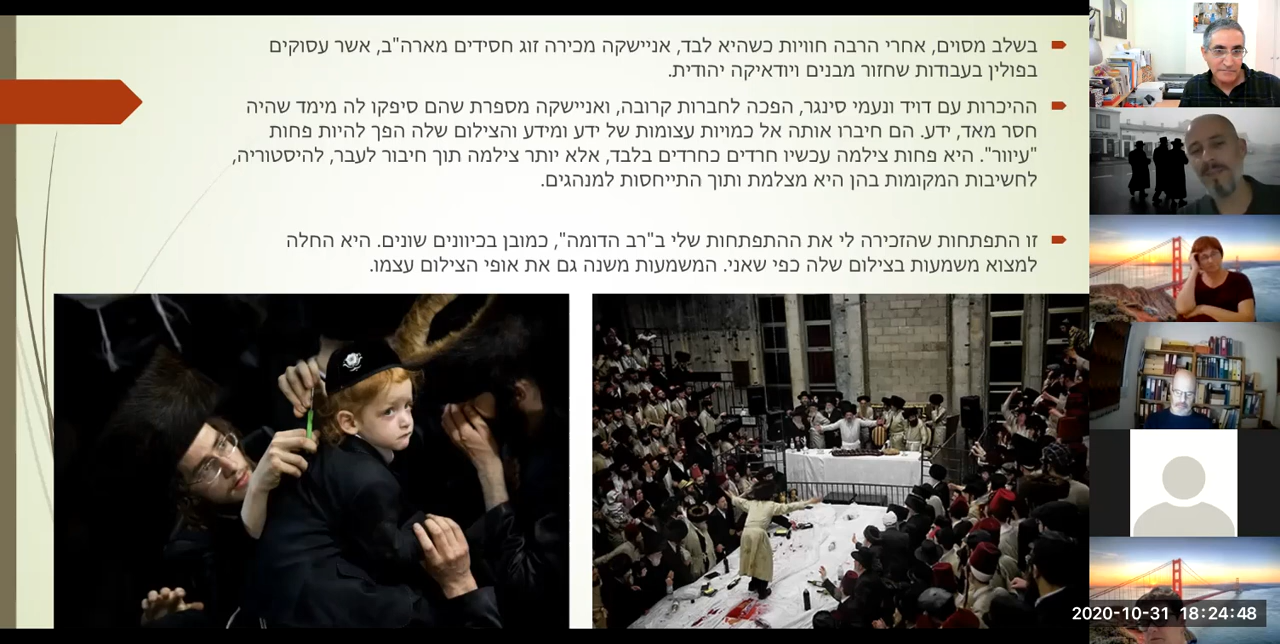 בשלב מסוים, אחרי הרבה חוויות כשהיא לבד, אניישקה מכירה זוג חסידים מארה"ב, אשר עסוקים
בפולין בעבודות שחזור מבנים ויודאיקה יהודית.
ההיכרות עם דויד ונעמי סינגר, הפכה לחברות קרובה, ואניישקה מספרת שהם סיפקו לה מימד שהיה
חסר מאד, ידע. הם חיברו אותה אל כמויות עצומות של ידע ומידע והצילום שלה הפך להיות פחות
"עיוור". היא פחות צילמה עכשיו חרדים כחרדים בלבד, אלא יותר צילמה תוך חיבור לעבר, להיסטוריה,
לחשיבות המקומות בהן היא מצלמת ותוך התייחסות למנהגים.
זו התפתחות שהזכירה לי את ההתפתחות שלי ב"רב הדומה", כמובן בכיוונים שונים. היא החלה
למצוא משמעות בצילום שלה כפי שאני. המשמעות משנה גם את אופי הצילום עצמו.
2020-10-31 18:24:48